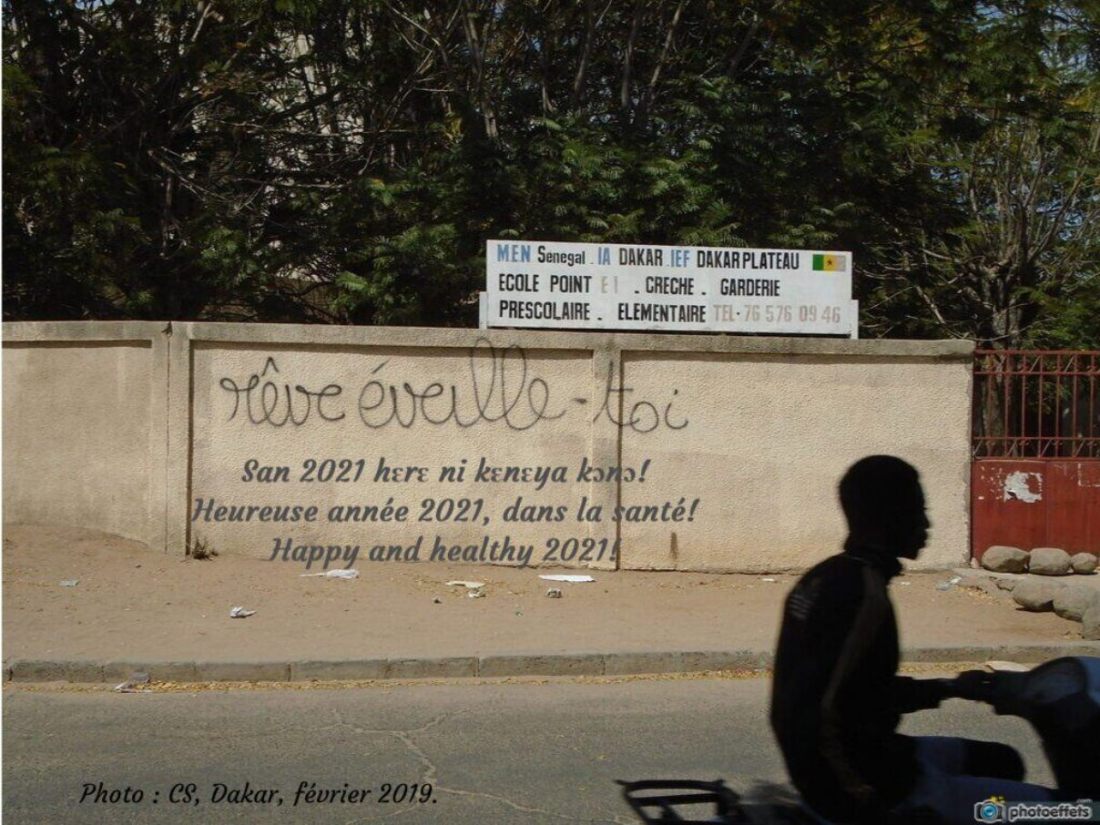 MEN Senegal . IA DAKAR . IEF DAKAR PLATEAU
ECOLE POINT E I . CRECHE . GARDERIE
PRESCOLAIRE . ELEMENTAIRE TEL. 76 576 09 46
rêve éveille-toi
San 2021 hɛrɛ ni kɛnɛya kɔnɔ!
Heureuse année 2021, dans la santé!
Happy and healthy 2021!
Photo : CS, Dakar, février 2019.
photoeffets